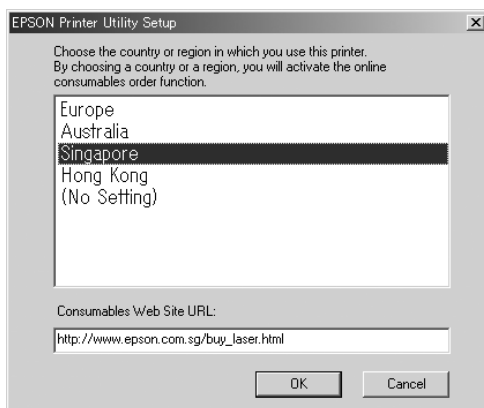 EPSON Printer Utility Setup
Choose the country or region in which you use this printer.
By choosing a country or a region, you will activate the online
consumables order function.
Europe
Australia
Singapore
Hong Kong
(No Setting)
Consumables Web Site URL:
http://www.epson.com.sg/buy_laser.html
OK
Cancel